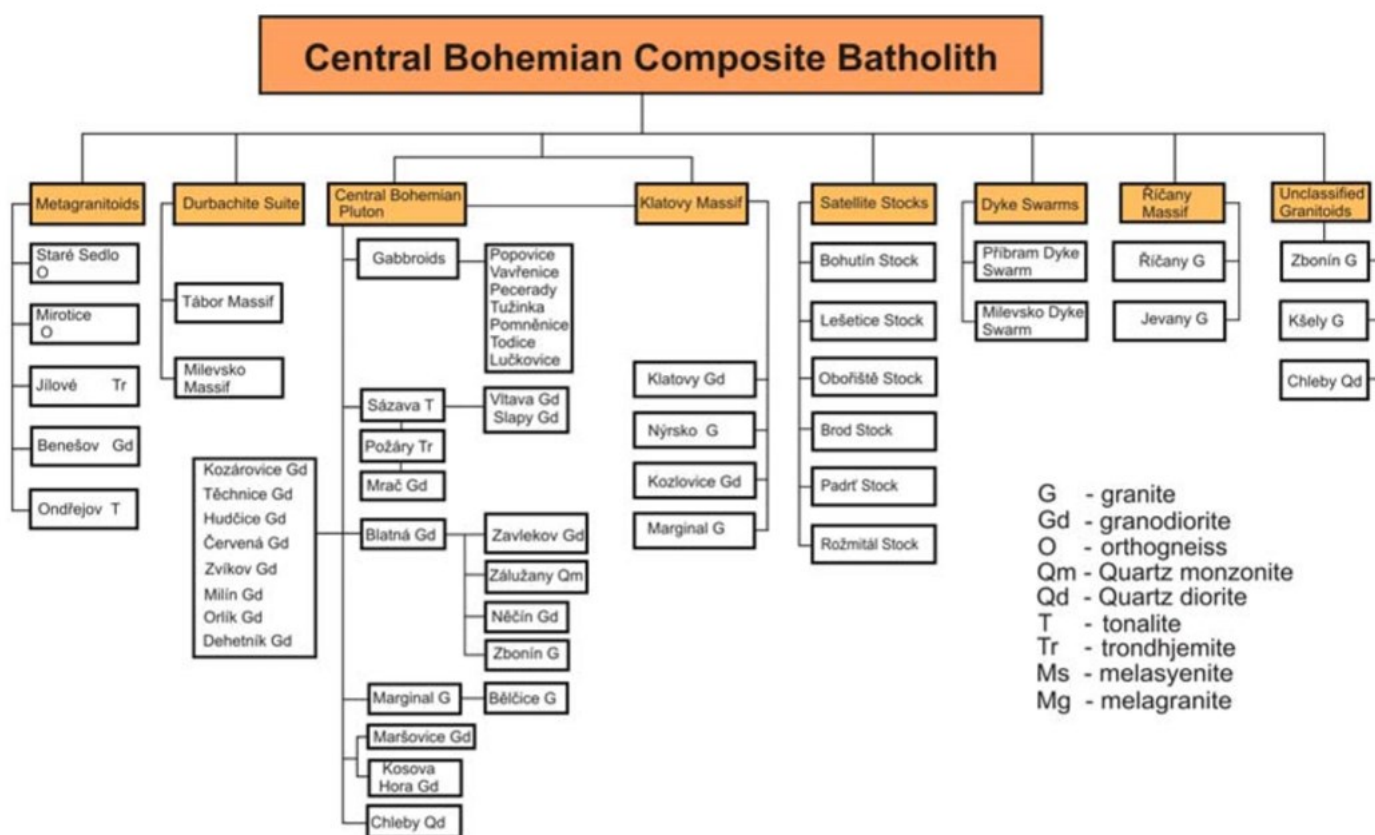 Central Bohemian Composite Batholith
Metagranitoids
Staré Sedlo
O
Mirotice
O
Jílové Tr
Benešov Gd
Ondřejov T
Durbachite Suite
Tábor Massif
Milevsko
Massif
Central Bohemian
Pluton
Gabbroids
Popovice
Vavřenice
Pecerady
Tužinka
Pomněnice
Todice
Lučkovice
Sázava T
Vltava Gd
Slapy Gd
Požáry Tr
Mrač Gd
Kozárovice Gd
Těchnice Gd
Hudčice Gd
Červená Gd
Zvíkov Gd
Milín Gd
Orlík Gd
Dehetník Gd
Blatná Gd
Zavlekov Gd
Zálužany Qm
Něčín Gd
Zbonín G
Marginal G
Bělčice G
Maršovice Gd
Kosova
Hora Gd
Chleby Qd
Klatovy Massif
Klatovy Gd
Nýrsko G
Kozlovice Gd
Marginal G
Satellite Stocks
Bohutín Stock
Lešetice Stock
Obořiště Stock
Brod Stock
Padrť Stock
Rožmitál Stock
Dyke Swarms
Příbram Dyke
Swarm
Milevsko Dyke
Swarm
Říčany
Massif
Říčany G
Jevany G
Unclassified
Granitoids
Zbonín G
Kšely G
Chleby Qd
G - granite
Gd - granodiorite
O - orthogneiss
Qm - Quartz monzonite
Qd - Quartz diorite
T - tonalite
Tr - trondhjemite
Ms - melasyenite
Mg - melagranite